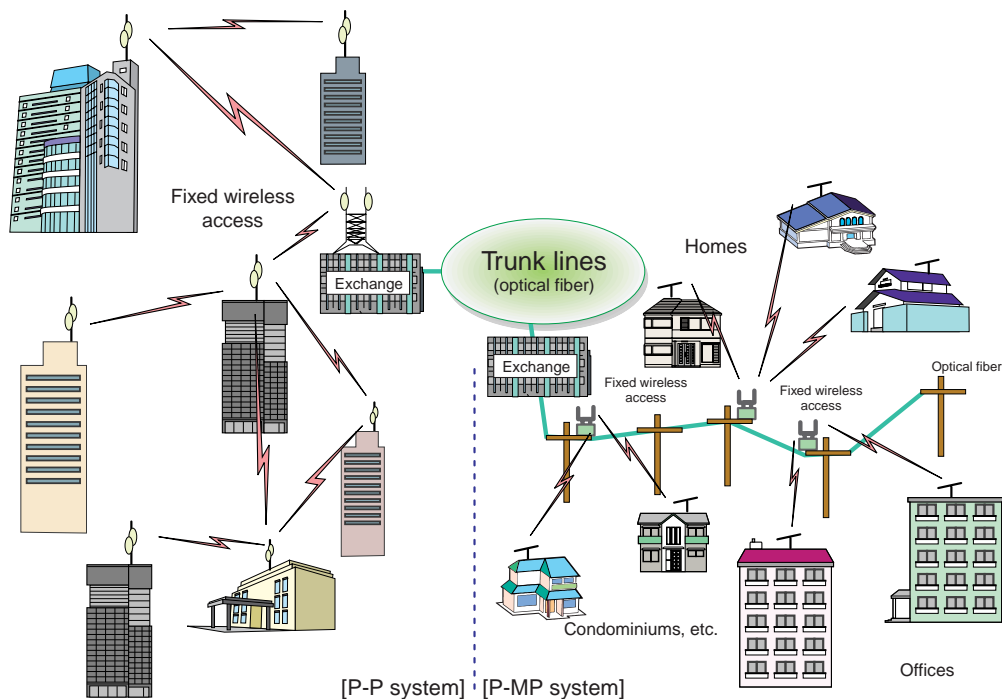 Fixed wireless
access
Exchange
Trunk lines
(optical fiber)
Homes
Exchange
Fixed wireless
access
Optical fiber
Fixed wireless
access
Condominiums, etc.
Offices
[P-P system]
[P-MP system]